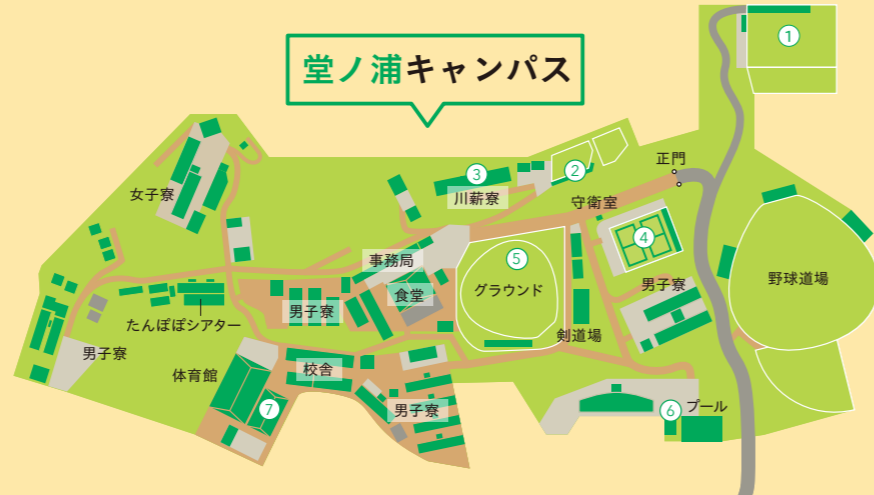 堂ノ浦キャンパス
①
②
③
正門
川薪寮
守衛室
女子寮
④
事務局
⑤
野球道場
男子寮
食堂
グラウンド
男子寮
たんぽぽシアター
剣道場
男子寮
校舎
体育館
⑦
男子寮
⑥
プール